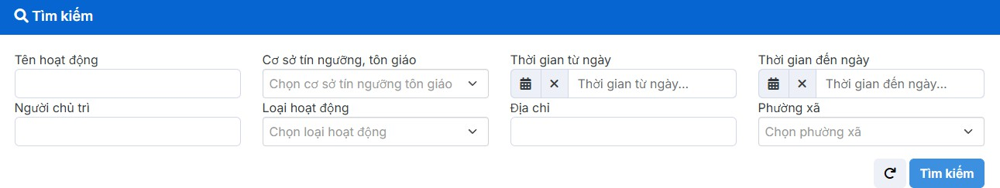 Tìm kiếm
Tên hoạt động
Cơ sở tín ngưỡng, tôn giáo
Thời gian từ ngày
Thời gian đến ngày
Chọn cơ sở tín ngưỡng tôn giáo
Thời gian từ ngày...
Thời gian đến ngày...
Người chủ trì
Loại hoạt động
Địa chỉ
Phường xã
Chọn loại hoạt động
Chọn phường xã
Tìm kiếm